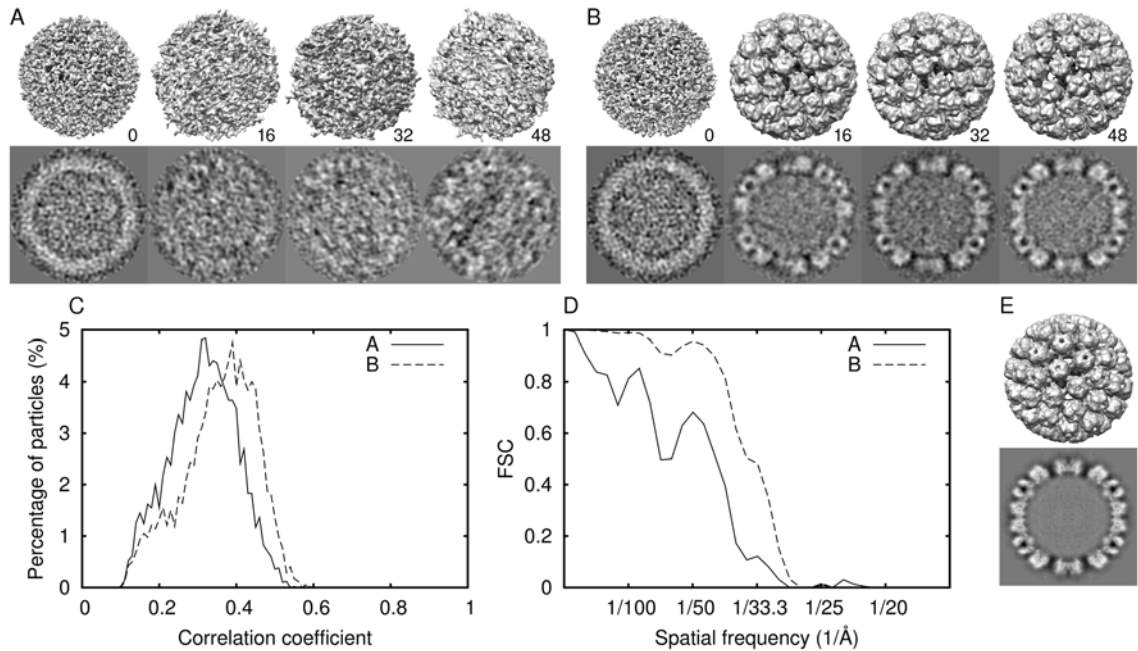 A
0
16
32
48
B
0
16
32
48
C
5
4
3
2
1
0
Percentage of particles (%)
A
B
0
0.2
0.4
0.6
0.8
1
Correlation coefficient
D
1
0.8
0.6
0.4
0.2
0
FSC
A
B
1/100
1/50
1/33.3
1/25
1/20
Spatial frequency (1/Å)
E